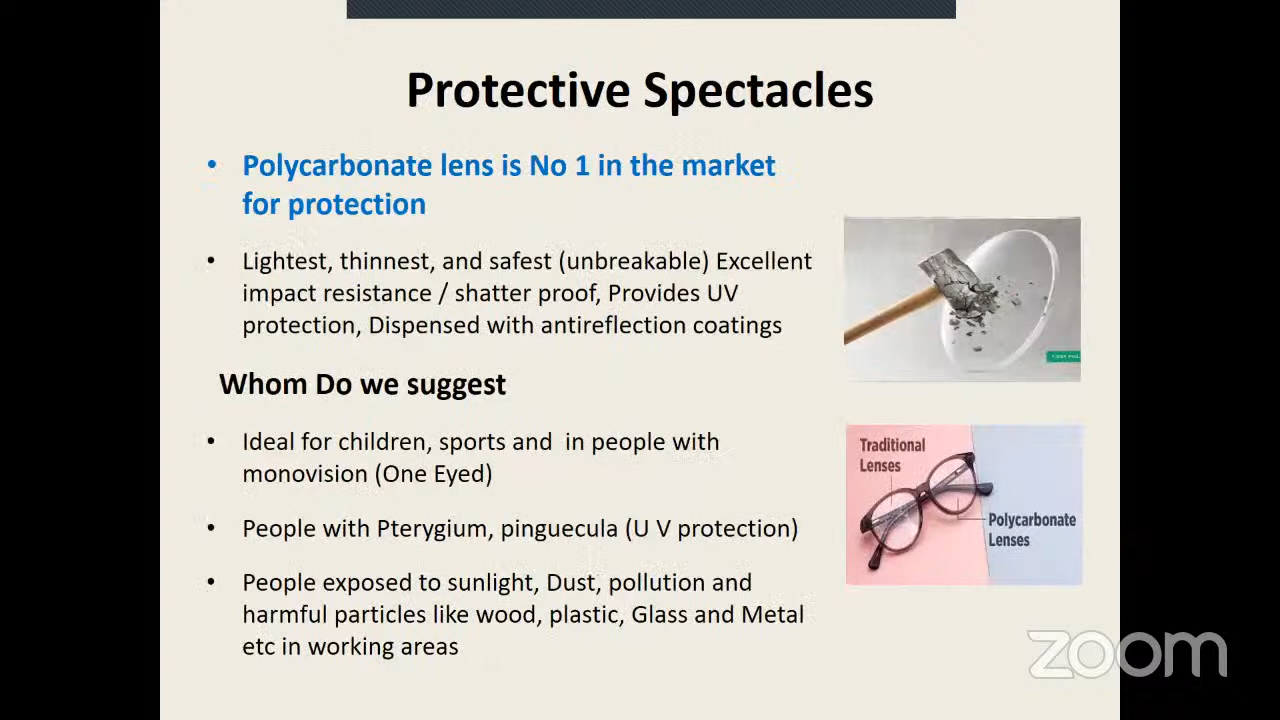 Protective Spectacles
• Polycarbonate lens is No 1 in the market
for protection
• Lightest, thinnest, and safest (unbreakable) Excellent
impact resistance / shatter proof, Provides UV
protection, Dispensed with antireflection coatings
Whom Do we suggest
• Ideal for children, sports and  in people with
monovision (One Eyed)
• People with Pterygium, pinguecula (U V protection)
• People exposed to sunlight, Dust, pollution and
harmful particles like wood, plastic, Glass and Metal
etc in working areas
Traditional
Lenses
Polycarbonate
Lenses
zoom